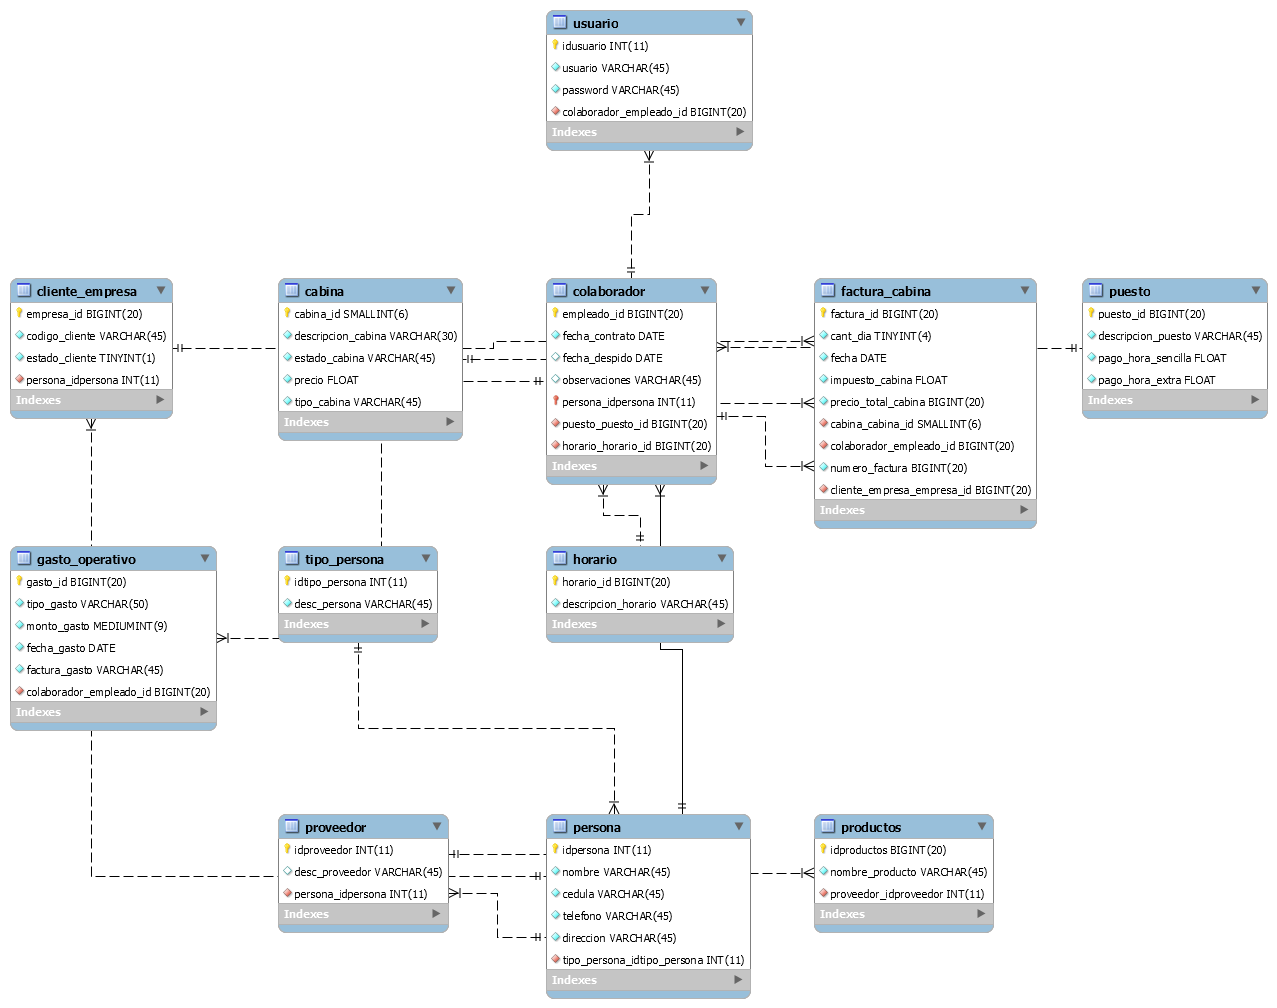 usuario
idusuario INT(11)
usuario VARCHAR(45)
password VARCHAR(45)
colaborador_empleado_id BIGINT(20)
Indexes
cliente_empresa
empresa_id BIGINT(20)
codigo_cliente VARCHAR(45)
estado_cliente TINYINT(1)
persona_idpersona INT(11)
Indexes
cabina
cabina_id SMALLINT(6)
descripcion_cabina VARCHAR(30)
estado_cabina VARCHAR(45)
precio FLOAT
tipo_cabina VARCHAR(45)
Indexes
colaborador
empleado_id BIGINT(20)
fecha_contrato DATE
fecha_despido DATE
observaciones VARCHAR(45)
persona_idpersona INT(11)
puesto_puesto_id BIGINT(20)
horario_horario_id BIGINT(20)
Indexes
factura_cabina
factura_id BIGINT(20)
cant_dia TINYINT(4)
fecha DATE
impuesto_cabina FLOAT
precio_total_cabina BIGINT(20)
cabina_cabina_id SMALLINT(6)
colaborador_empleado_id BIGINT(20)
numero_factura BIGINT(20)
cliente_empresa_empresa_id BIGINT(20)
Indexes
puesto
puesto_id BIGINT(20)
descripcion_puesto VARCHAR(45)
pago_hora_sencilla FLOAT
pago_hora_extra FLOAT
Indexes
gasto_operativo
gasto_id BIGINT(20)
tipo_gasto VARCHAR(50)
monto_gasto MEDIUMINT(9)
fecha_gasto DATE
factura_gasto VARCHAR(45)
colaborador_empleado_id BIGINT(20)
Indexes
tipo_persona
idtipo_persona INT(11)
desc_persona VARCHAR(45)
Indexes
horario
horario_id BIGINT(20)
descripcion_horario VARCHAR(45)
Indexes
proveedor
idproveedor INT(11)
desc_proveedor VARCHAR(45)
persona_idpersona INT(11)
Indexes
persona
idpersona INT(11)
nombre VARCHAR(45)
cedula VARCHAR(45)
telefono VARCHAR(45)
direccion VARCHAR(45)
tipo_persona_idtipo_persona INT(11)
Indexes
productos
idproductos BIGINT(20)
nombre_producto VARCHAR(45)
proveedor_idproveedor INT(11)
Indexes